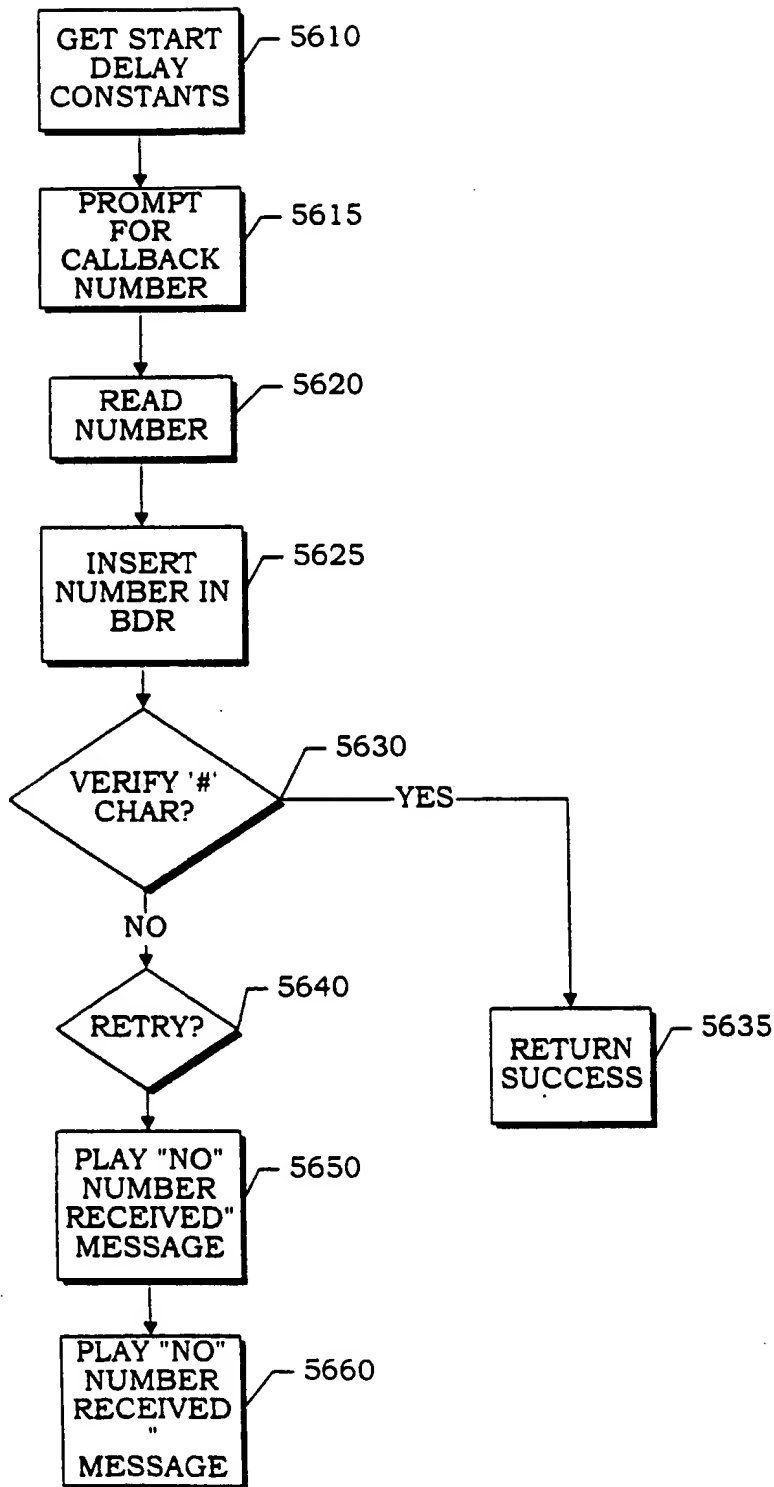 GET START
DELAY
CONSTANTS
5610
PROMPT
FOR
CALLBACK
NUMBER
5615
READ
NUMBER
5620
INSERT
NUMBER IN
BDR
5625
VERIFY '#'
CHAR?
5630
YES
NO
RETRY?
5640
RETURN
SUCCESS
5635
PLAY "NO"
NUMBER
RECEIVED"
MESSAGE
5650
PLAY "NO"
NUMBER
RECEIVED
"
MESSAGE
5660